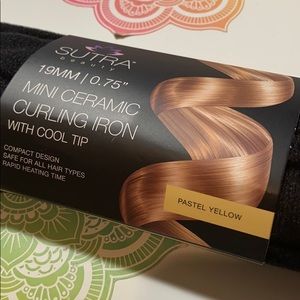 SUTRA
beauty
19MM | 0.75"
MINI CERAMIC
CURLING IRON
WITH COOL TIP
COMPACT DESIGN
SAFE FOR ALL HAIR TYPES
RAPID HEATING TIME
PASTEL YELLOW